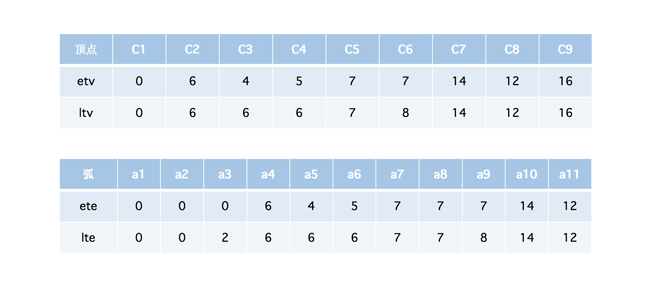 顶点 C1 C2 C3 C4 C5 C6 C7 C8 C9
etv 0 6 4 5 7 7 14 12 16
ltv 0 6 6 6 7 8 14 12 16
弧 a1 a2 a3 a4 a5 a6 a7 a8 a9 a10 a11
ete 0 0 0 6 4 5 7 7 7 14 12
lte 0 0 2 6 6 6 7 7 8 14 12